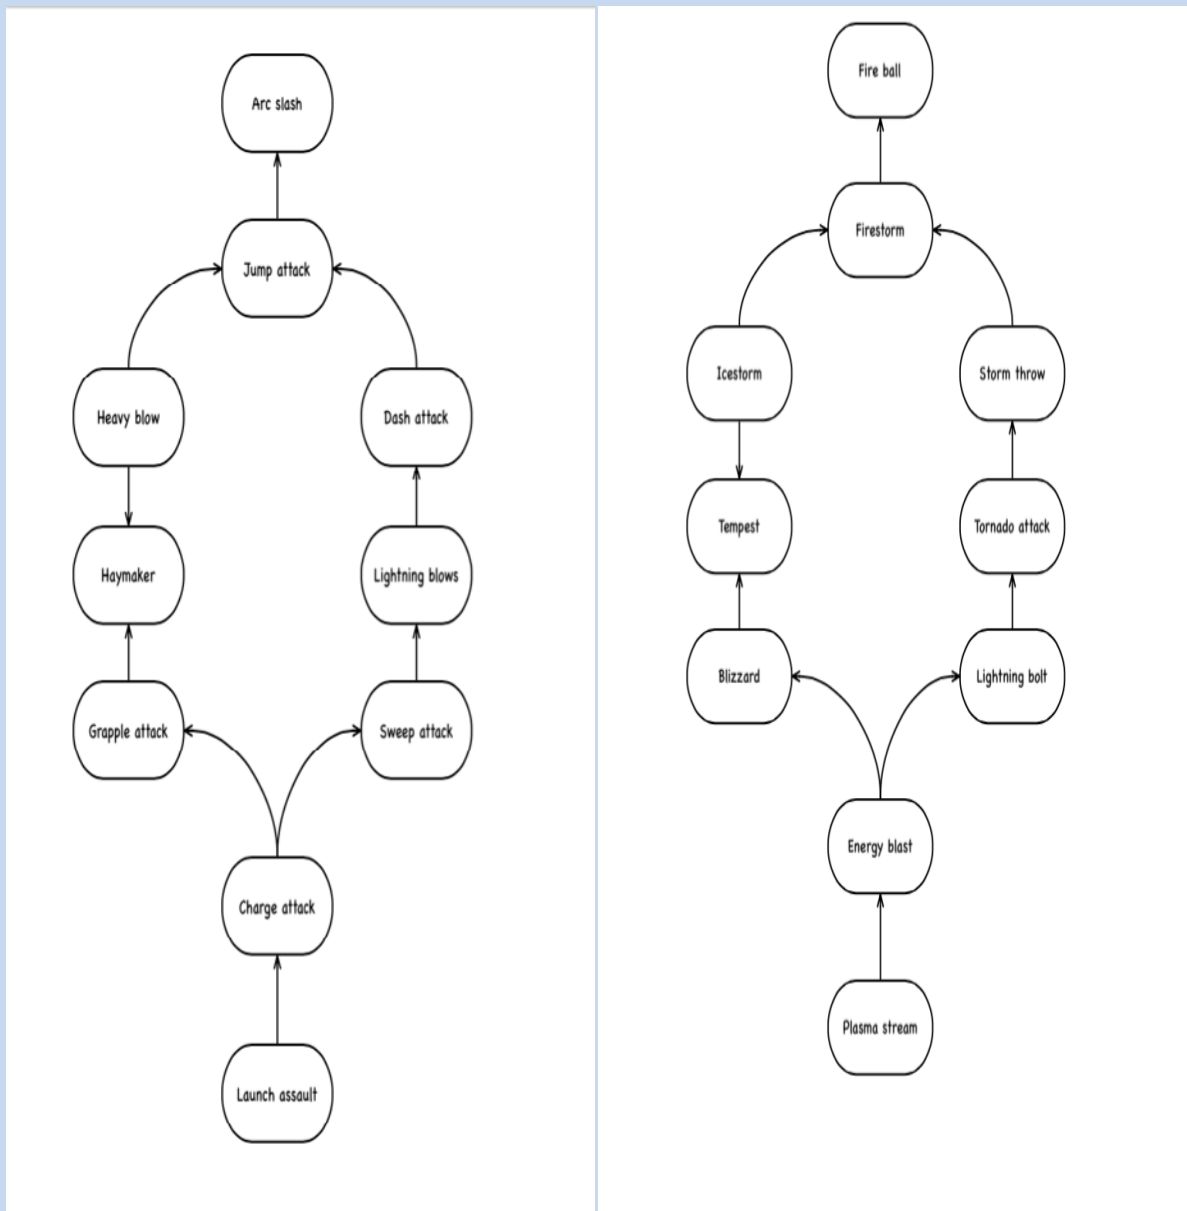 Arc slash
Jump attack
Heavy blow
Dash attack
Haymaker
Lightning blows
Grapple attack
Sweep attack
Charge attack
Launch assault
Fire ball
Firestorm
Icestorm
Storm throw
Tempest
Tornado attack
Blizzard
Lightning bolt
Energy blast
Plasma stream